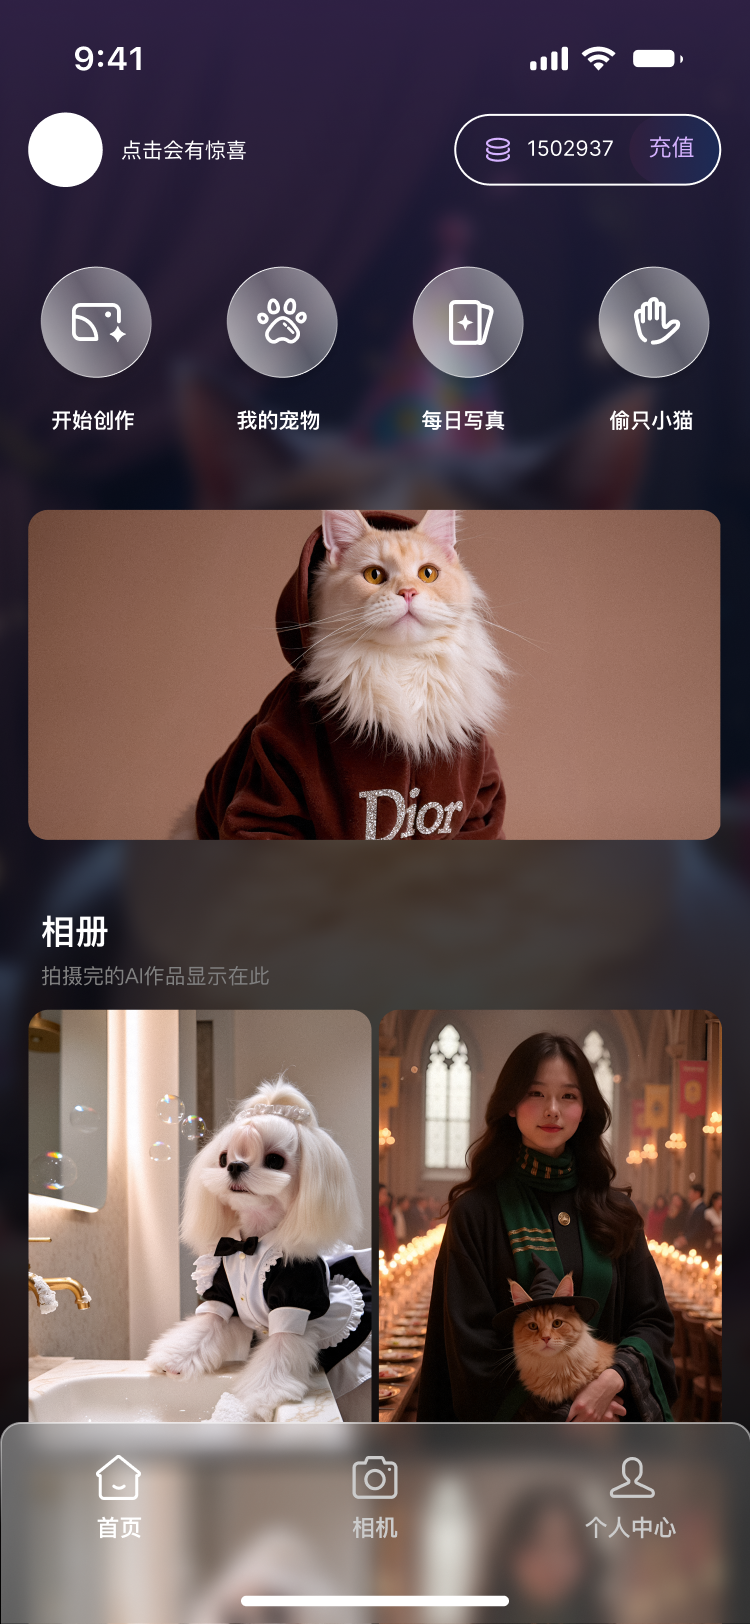 9:41
点击会有惊喜
1502937 充值
开始创作 我的宠物 每日写真 偷只小猫
Dior
相册
拍摄完的AI作品显示在此
首页 相机 个人中心